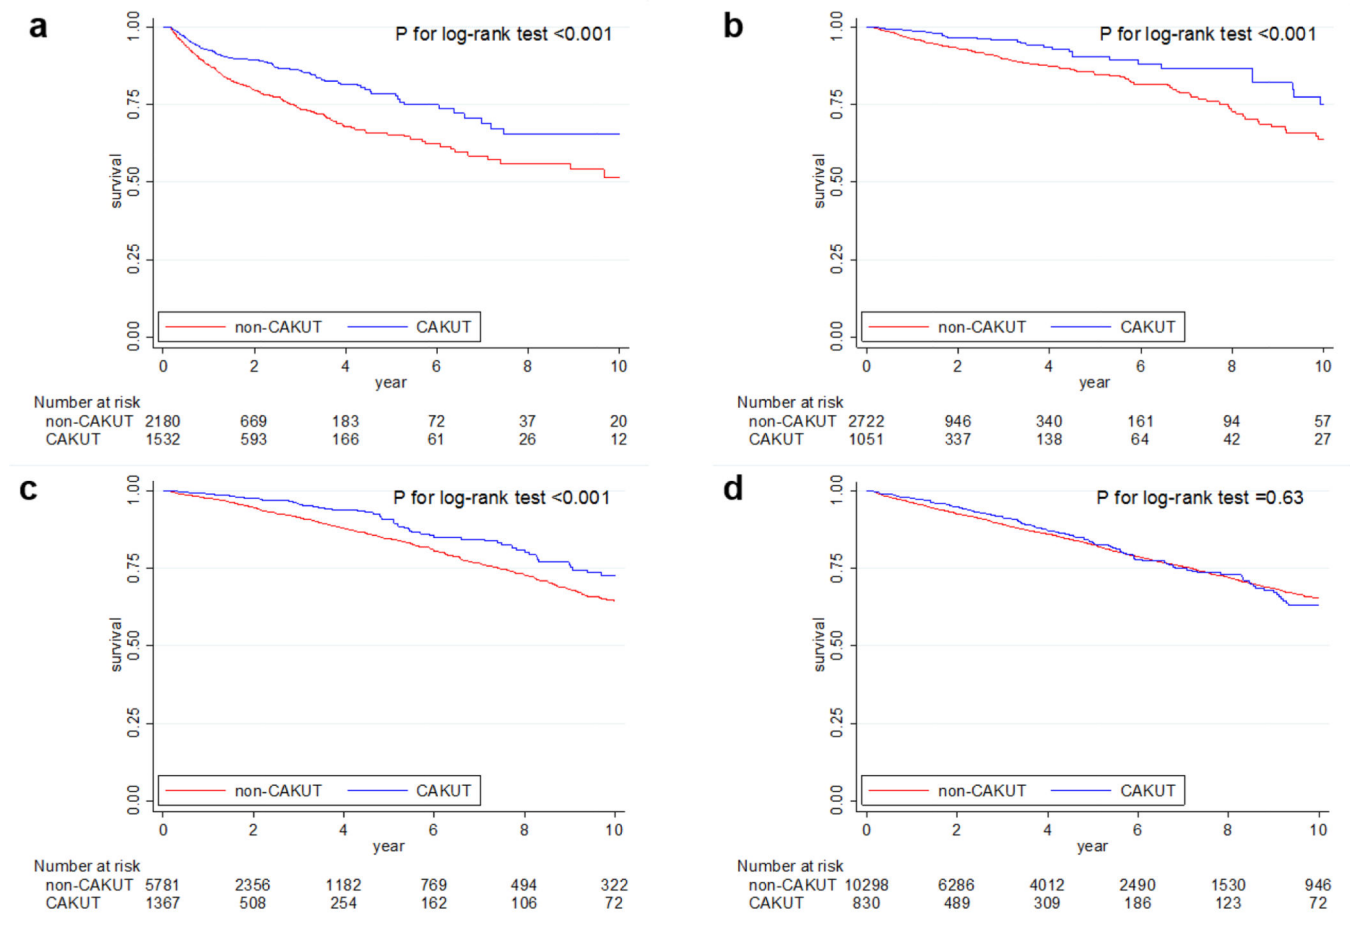 a
P for log-rank test <0.001
1.00
0.75
0.50
0.25
0.00
survival
non-CAKUT CAKUT
0 2 4 6 8 10
year
Number at risk
non-CAKUT 2180 669 183 72 37 20
CAKUT 1532 593 166 61 26 12
b
P for log-rank test <0.001
1.00
0.75
0.50
0.25
0.00
survival
non-CAKUT CAKUT
0 2 4 6 8 10
year
Number at risk
non-CAKUT 2722 946 340 161 94 57
CAKUT 1051 337 138 64 42 27
c
P for log-rank test <0.001
1.00
0.75
0.50
0.25
0.00
survival
non-CAKUT CAKUT
0 2 4 6 8 10
year
Number at risk
non-CAKUT 5781 2356 1182 769 494 322
CAKUT 1367 508 254 162 106 72
d
P for log-rank test =0.63
1.00
0.75
0.50
0.25
0.00
survival
non-CAKUT CAKUT
0 2 4 6 8 10
year
Number at risk
non-CAKUT 10298 6286 4012 2490 1530 946
CAKUT 830 489 309 186 123 72